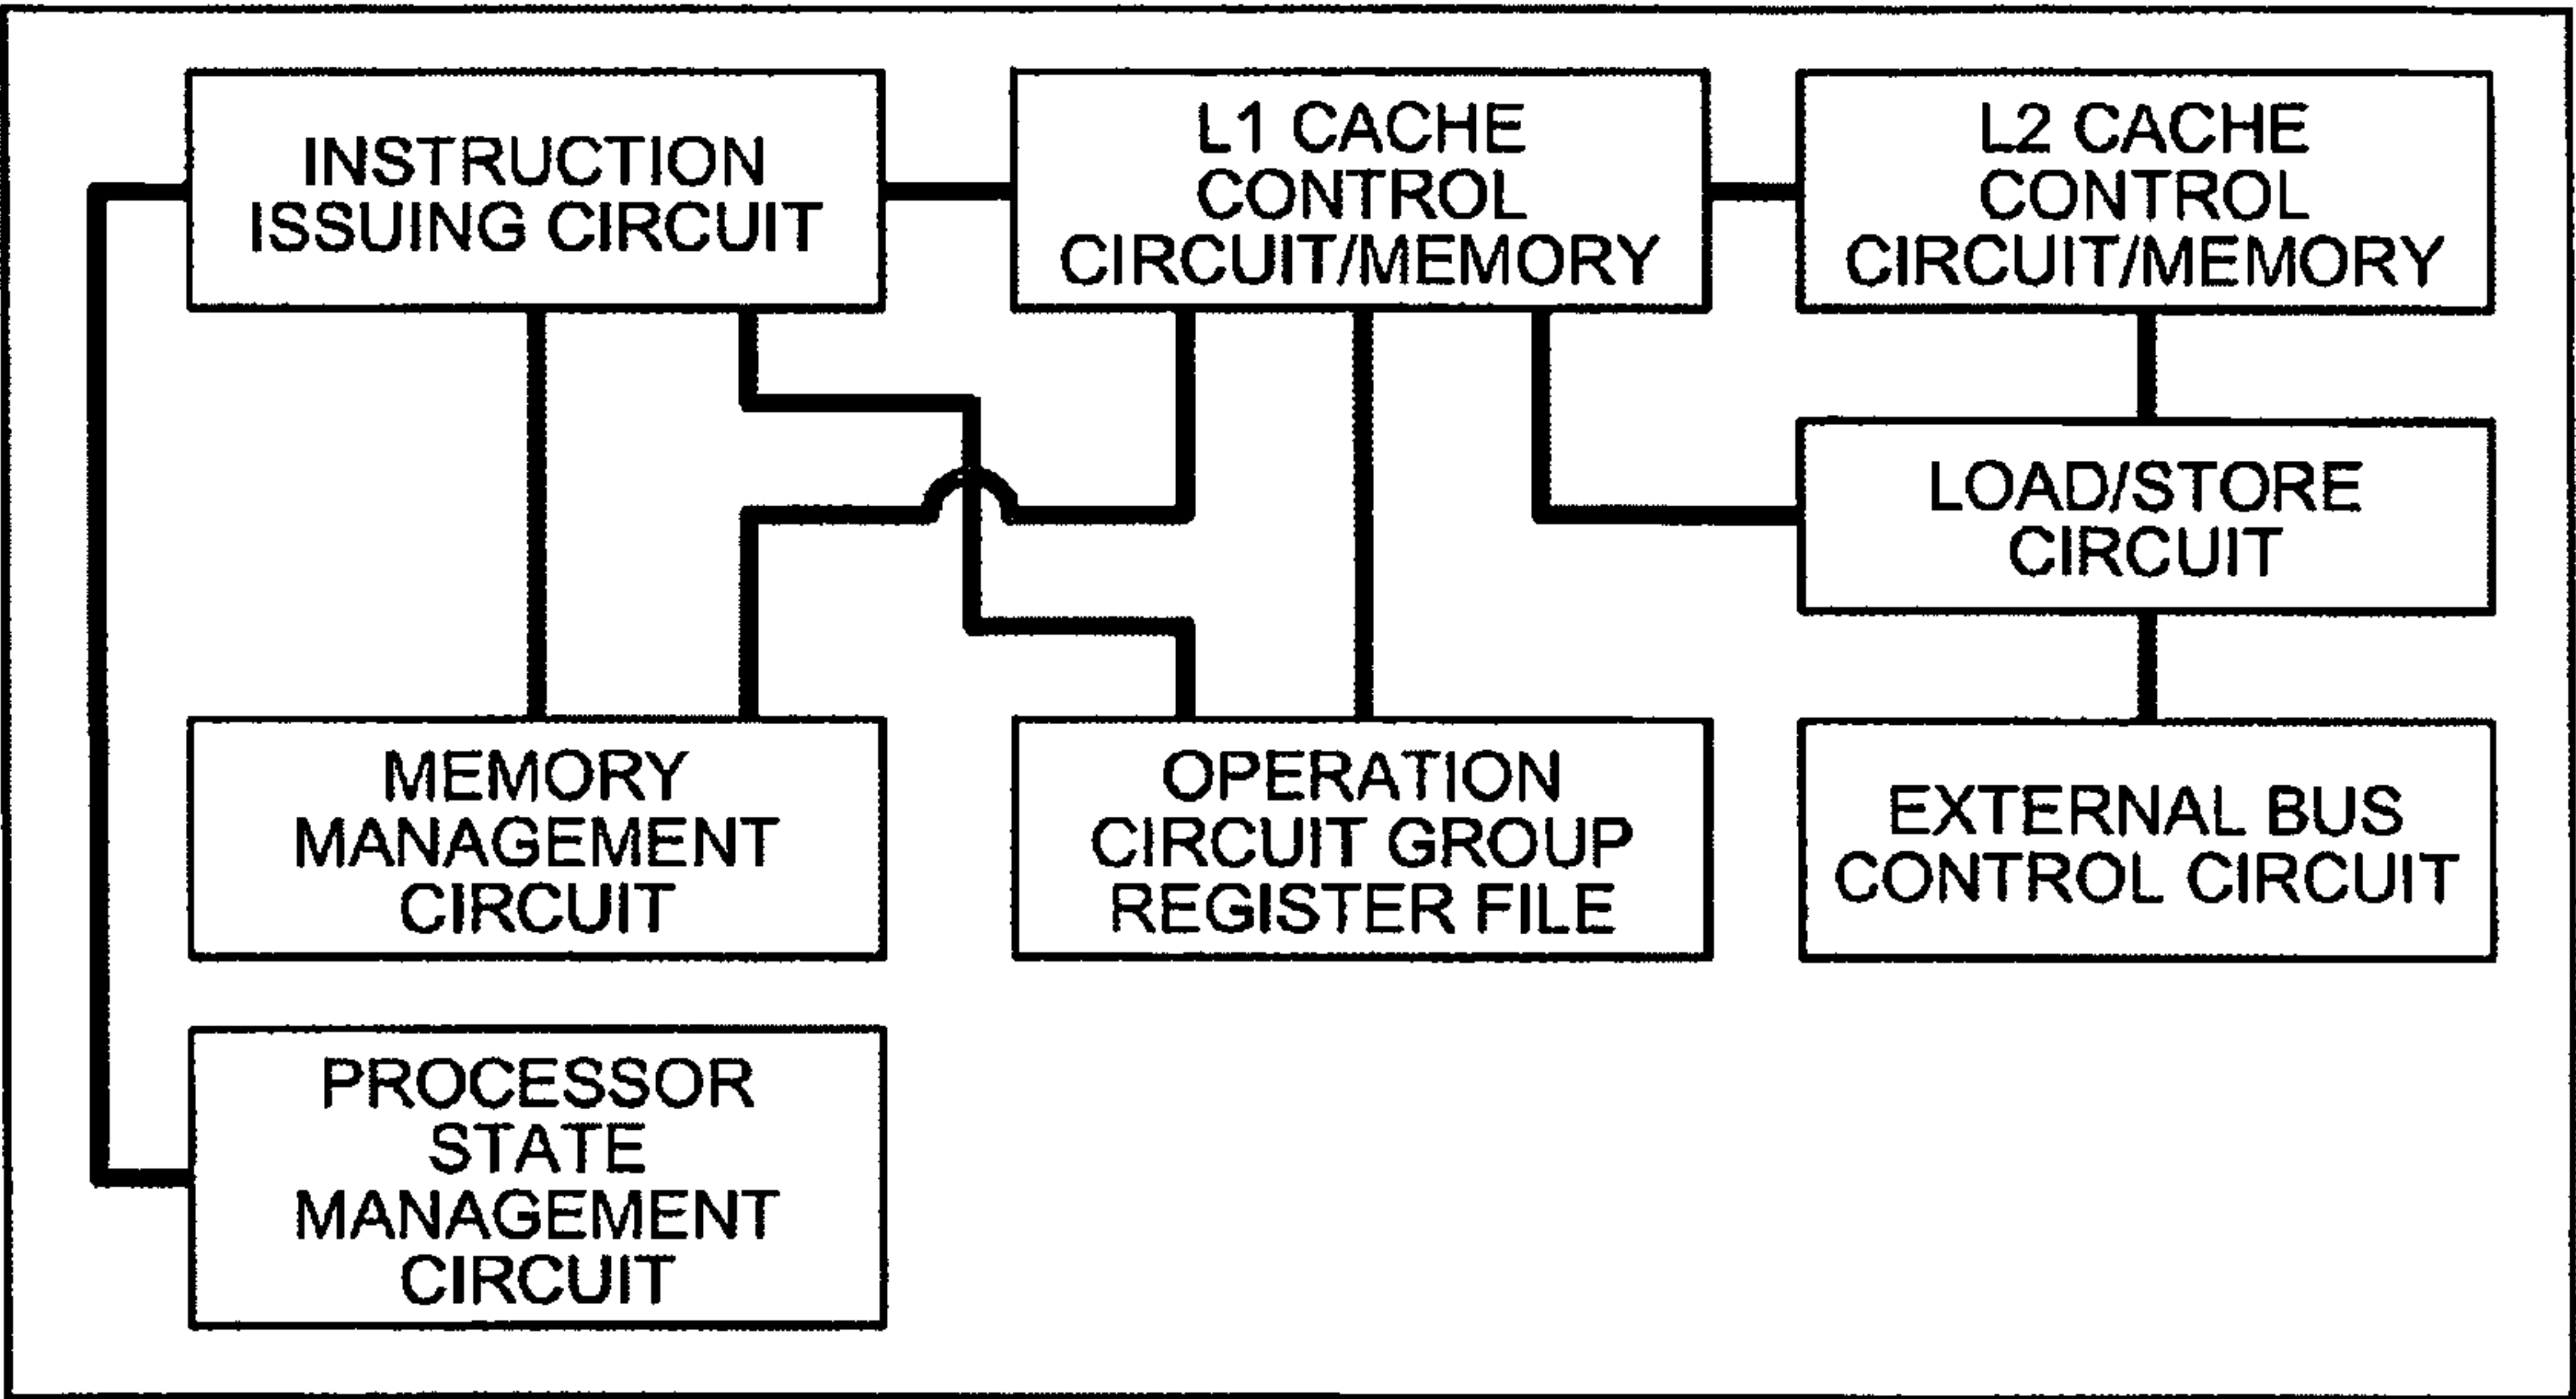 INSTRUCTION
ISSUING CIRCUIT
L1 CACHE
CONTROL
CIRCUIT/MEMORY
L2 CACHE
CONTROL
CIRCUIT/MEMORY
LOAD/STORE
CIRCUIT
MEMORY
MANAGEMENT
CIRCUIT
OPERATION
CIRCUIT GROUP
REGISTER FILE
EXTERNAL BUS
CONTROL CIRCUIT
PROCESSOR
STATE
MANAGEMENT
CIRCUIT